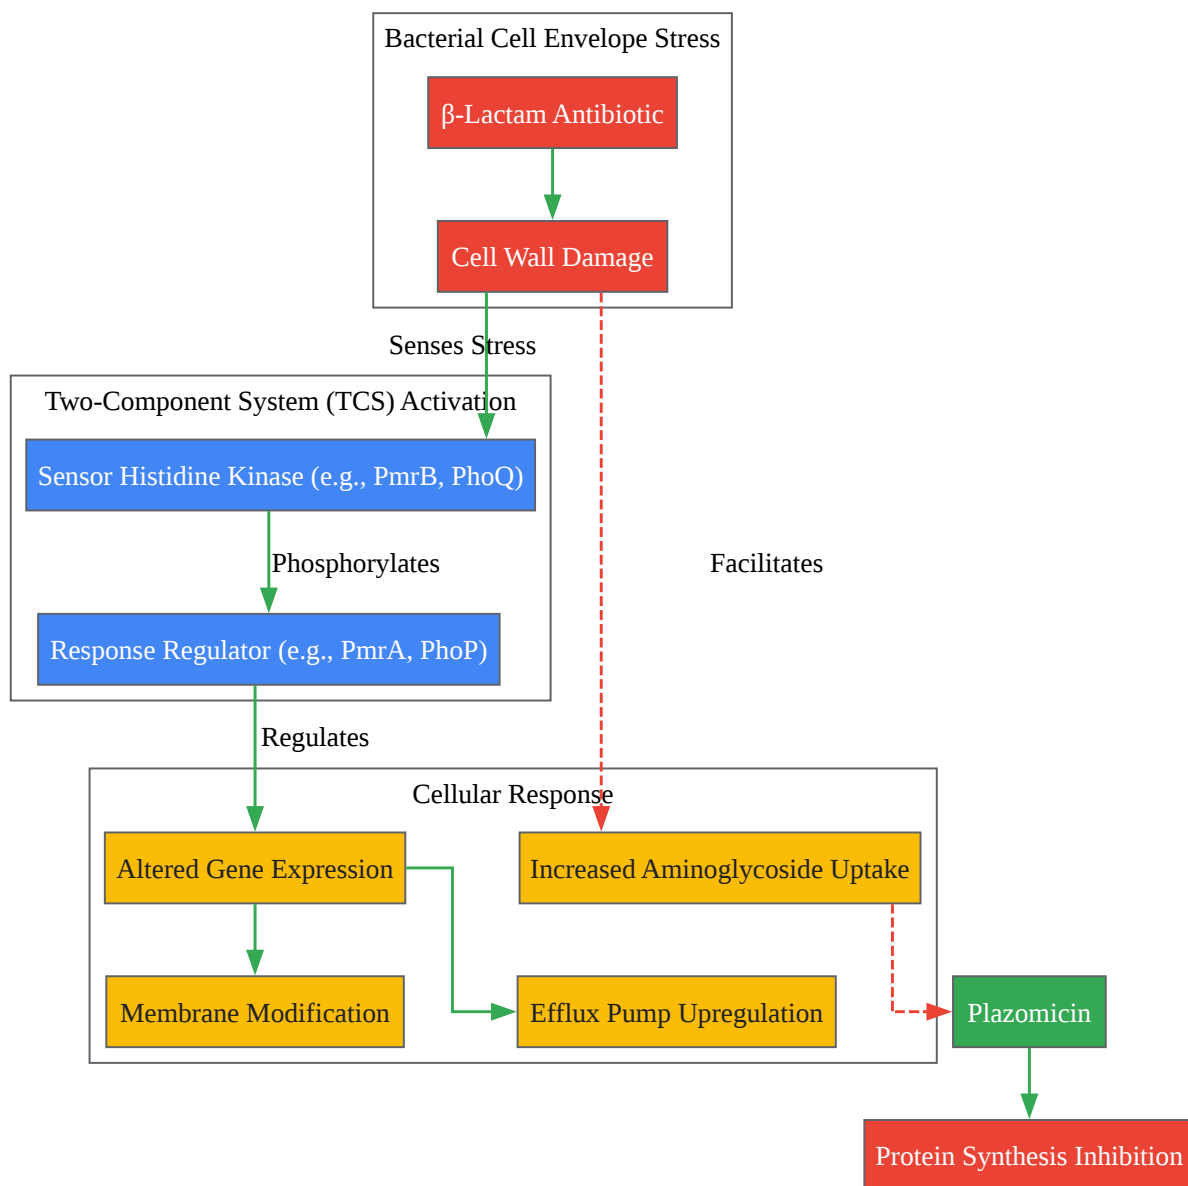 Bacterial Cell Envelope Stress
β-Lactam Antibiotic
Cell Wall Damage
Senses Stress
Two-Component System (TCS) Activation
Sensor Histidine Kinase (e.g., PmrB, PhoQ)
Phosphorylates
Facilitates
Response Regulator (e.g., PmrA, PhoP)
Regulates
Cellular Response
Altered Gene Expression
Increased Aminoglycoside Uptake
Membrane Modification
Efflux Pump Upregulation
Plazomicin
Protein Synthesis Inhibition